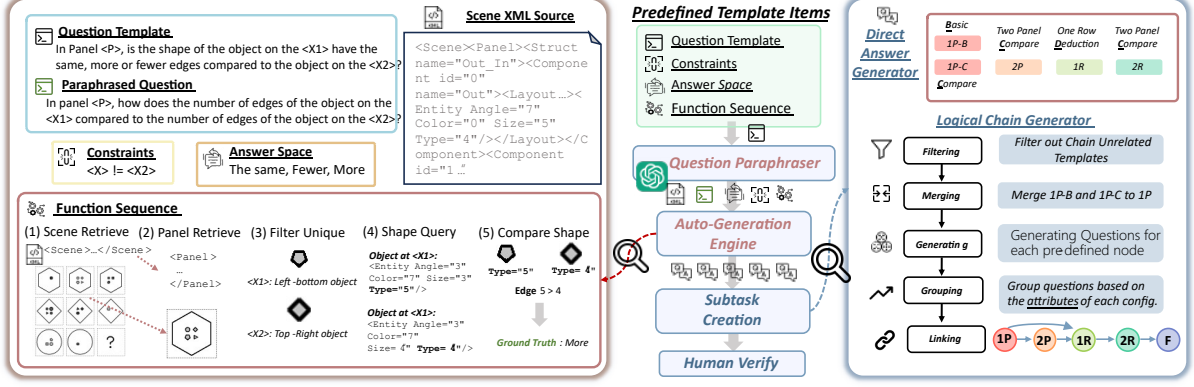 Question Template
In Panel <P>, is the shape of the object on the <X1> have the
same, more or fewer edges compared to the object on the <X2>?
Paraphrased Question
In panel <P>, how does the number of edges of the object on the
<X1> compared to the number of edges of the object on the <X2>?
Constraints
<X> != <X2>
Answer Space
The same, Fewer, More
Scene XML Source
<Scene><Panel><Struct
name="Out_In"><Compon
ent id="0"
name="Out"><Layout…><
Entity Angle="7"
Color="0" Size="5"
Type="4"/></Layout></C
omponent><Component
id="1…"
Function Sequence
(1) Scene Retrieve
<Scene>…</Scene>
?
(2) Panel Retrieve
<Panel>
…
</Panel>
(3) Filter Unique
<X1>: Left -bottom object
<X2>: Top -Right object
(4) Shape Query
Object at <X1>:
<Entity Angle="3"
Color="7" Size="3"
Type="5"/>
Object at <X1>:
<Entity Angle="3"
Color="7"
Size= 4" Type= 4"/>
(5) Compare Shape
Type="5"
Type= 4"
Edge 5 > 4
Ground Truth : More
Predefined Template Items
Question Template
Constraints
Answer Space
Function Sequence
Question Paraphraser
Auto-Generation
Engine
Subtask
Creation
Human Verify
Direct
Answer
Generator
Basic
1P-B
1P-C
Compare
Two Panel
Compare
2P
One Row
Deduction
1R
Two Panel
Compare
2R
Logical Chain Generator
Filtering
Filter out Chain Unrelated
Templates
Merging
Merge 1P-B and 1P-C to 1P
Generatin g
Generating Questions for
each predefined node
Grouping
Group questions based on
the attributes of each config.
Linking
1P
2P
1R
2R
F